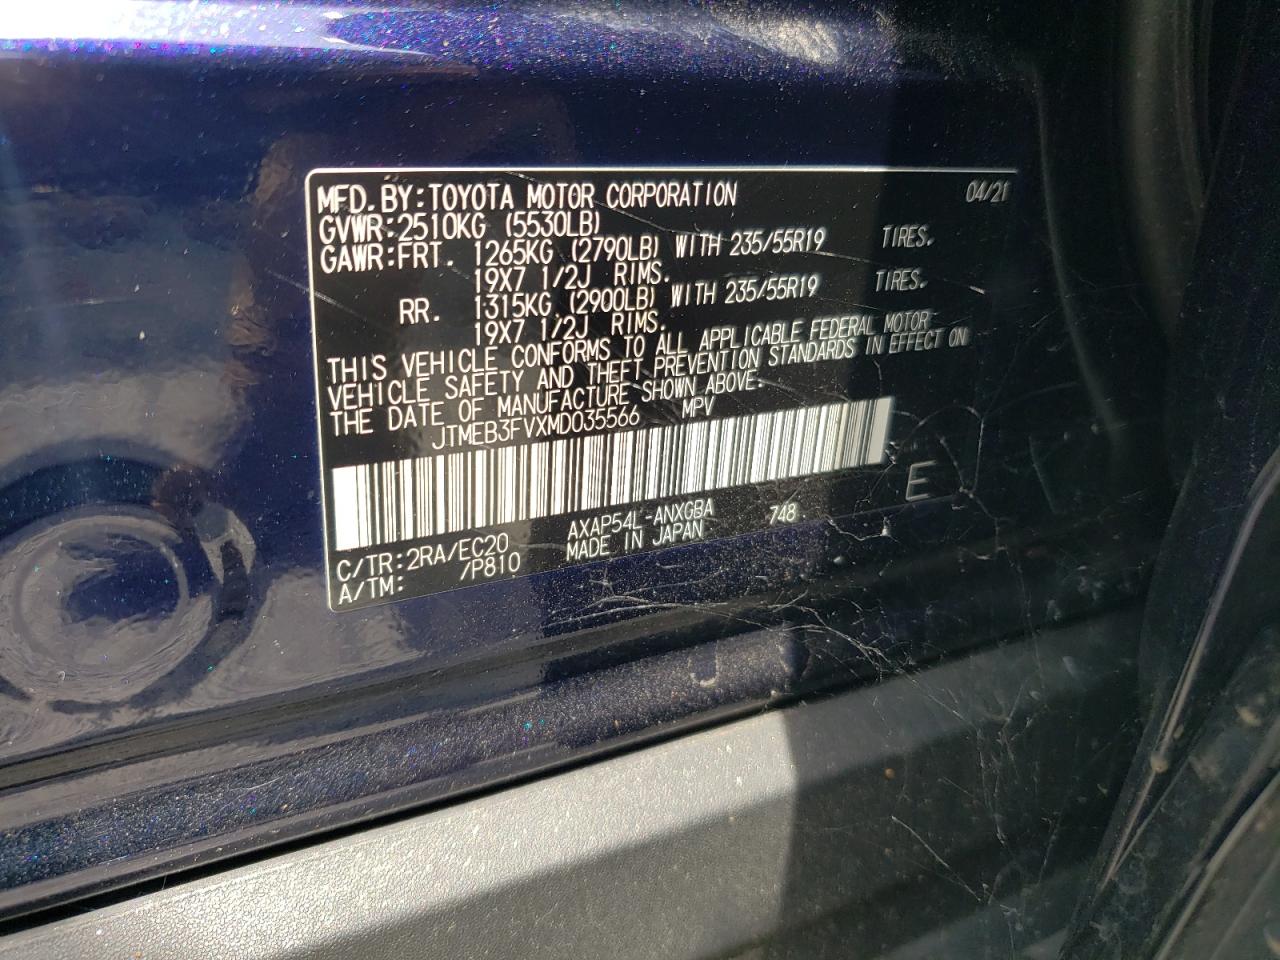 MFD. BY: TOYOTA MOTOR CORPORATION 04/21
GVWR: 2510KG (5530LB)
GAWR: FRT. 1265KG (2790LB) WITH 235/55R19 TIRES.
19X7 1/2J RIMS.
RR. 1315KG (2900LB) WITH 235/55R19 TIRES.
19X7 1/2J RIMS.
THIS VEHICLE CONFORMS TO ALL APPLICABLE FEDERAL MOTOR
VEHICLE SAFETY AND THEFT PREVENTION STANDARDS IN EFFECT ON
THE DATE OF MANUFACTURE SHOWN ABOVE.
JTMEB3FVXMD035566 MPV
E
C/TR: 2RA/EC20 AXAP54L-ANXGBA 748
A/TM: /P810 MADE IN JAPAN